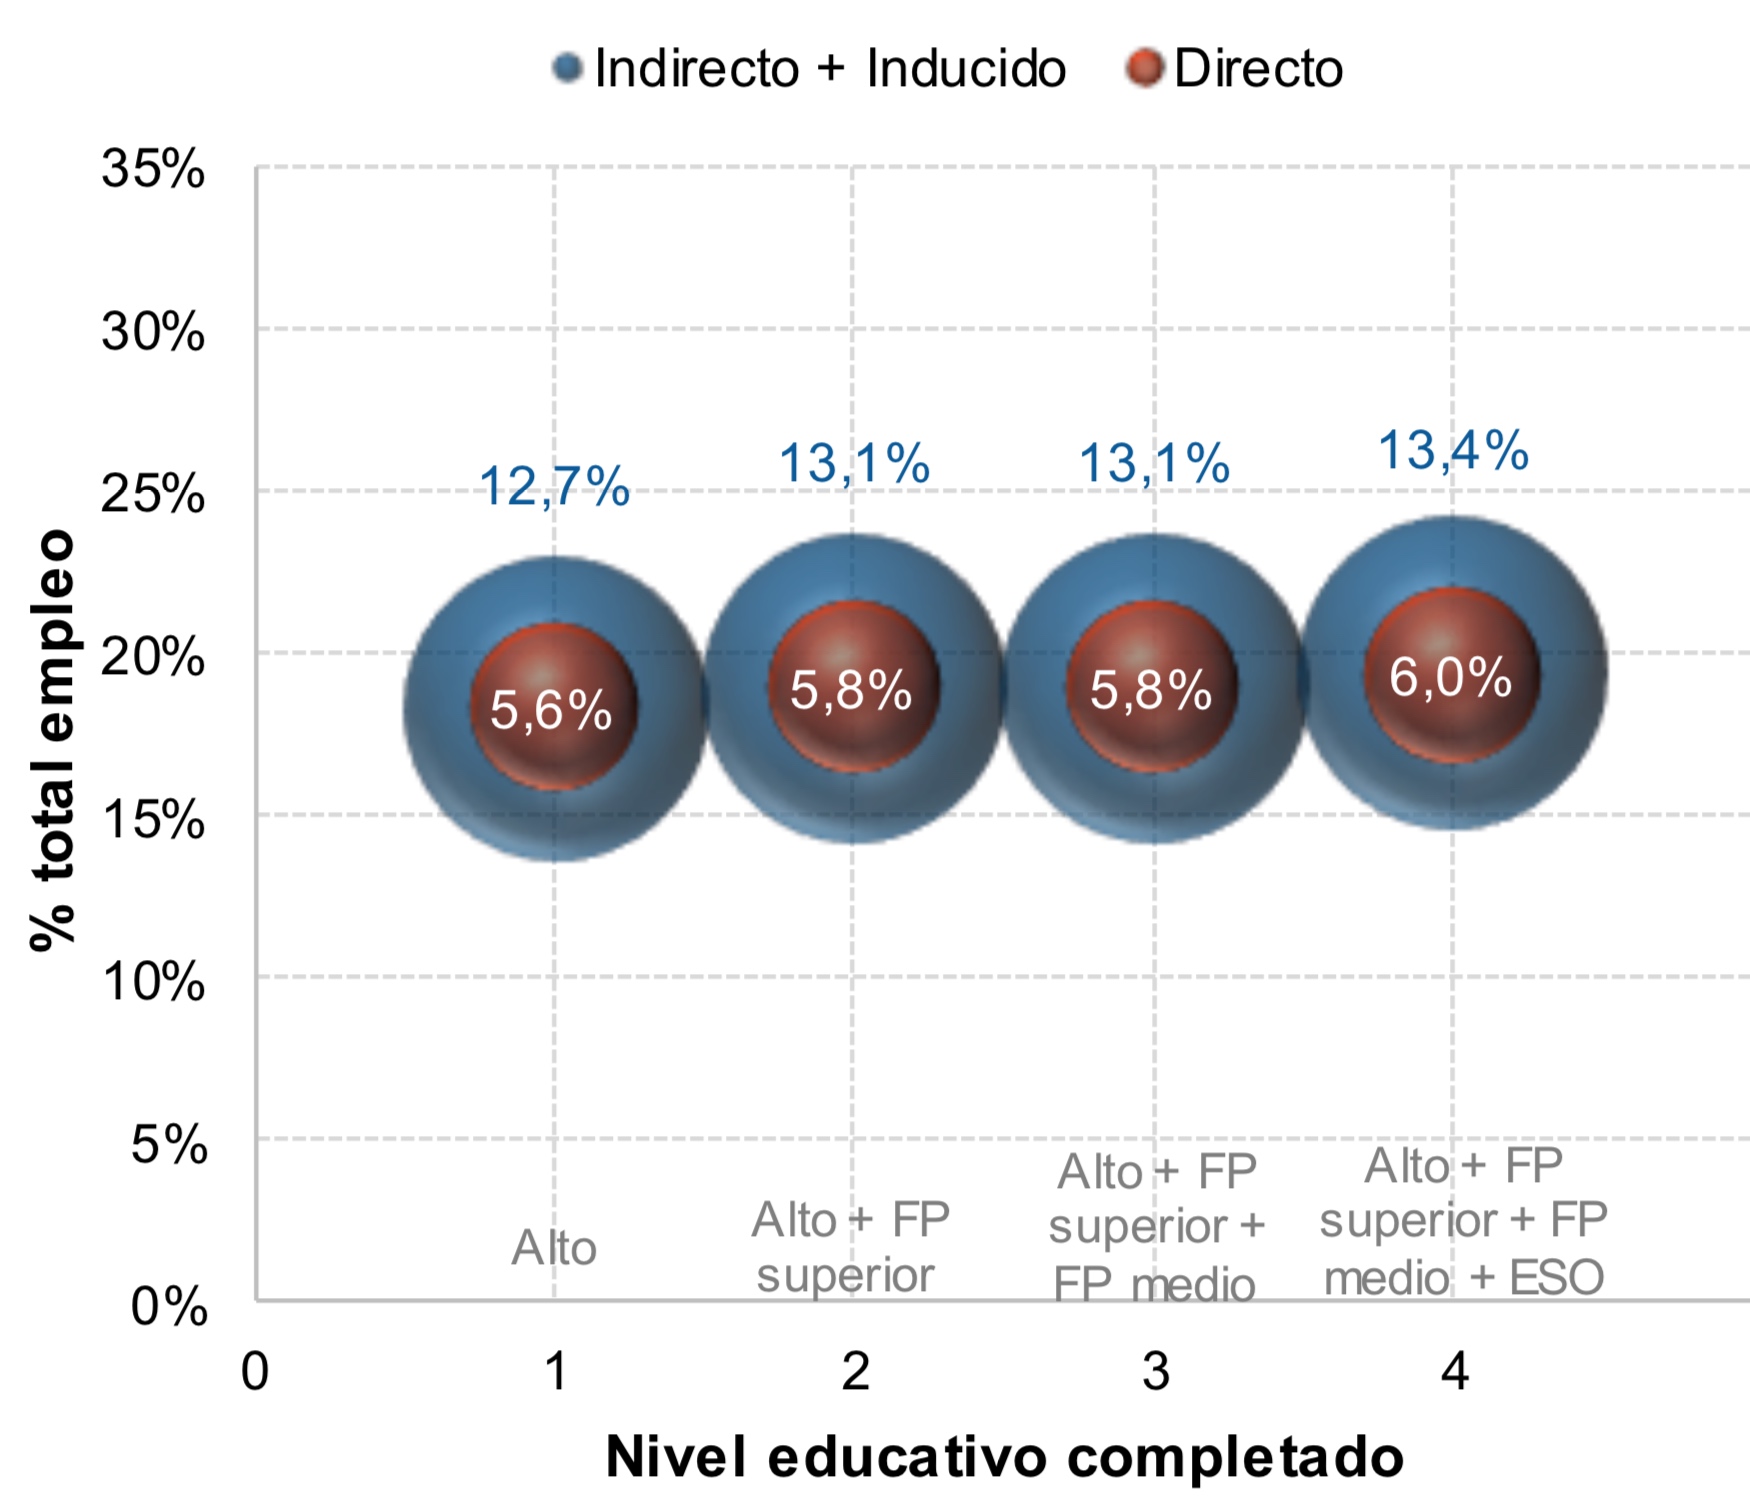 Indirecto + Inducido Directo
35%
30%
25%
20%
15%
10%
5%
0%
% total empleo
12,7% 13,1% 13,1% 13,4%
5,6% 5,8% 5,8% 6,0%
Alto
Alto + FP
superior
Alto + FP
superior +
FP medio
Alto + FP
superior + FP
medio + ESO
0 1 2 3 4
Nivel educativo completado